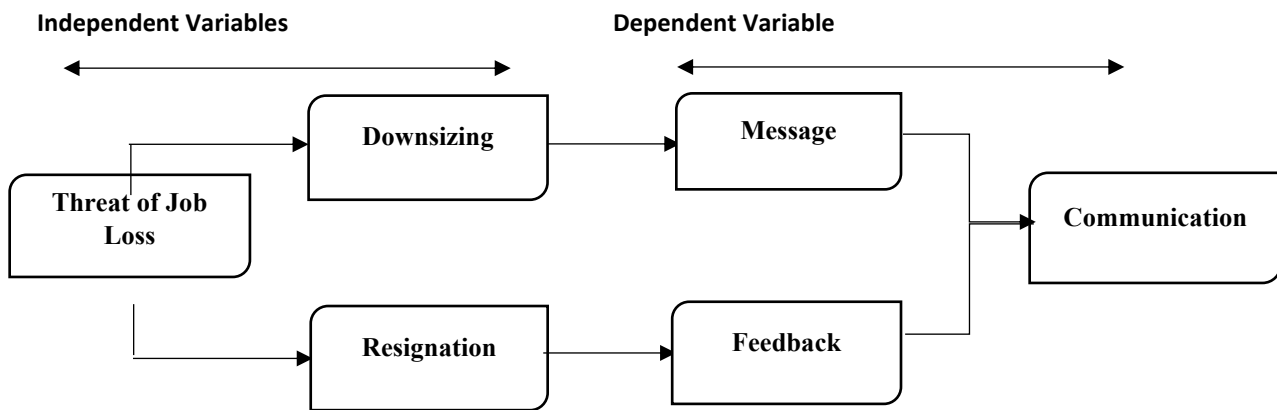 Independent Variables
Dependent Variable
Downsizing
Message
Threat of Job
Loss
Communication
Resignation
Feedback